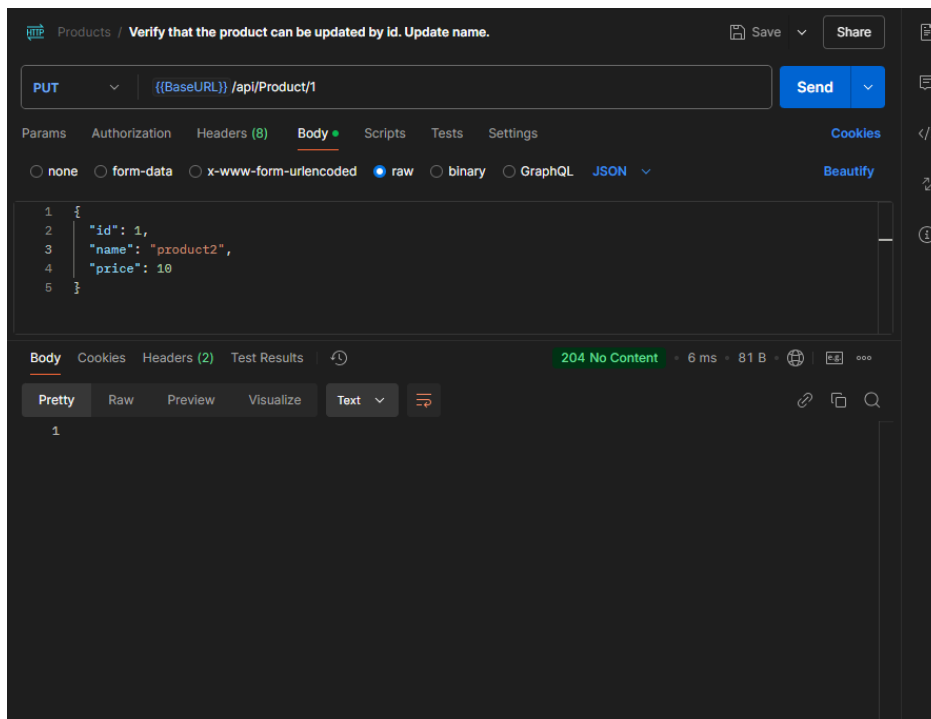 HTTP Products / Verify that the product can be updated by id. Update name. Save Share
PUT {{BaseURL}} /api/Product/1 Send
Params Authorization Headers (8) Body Scripts Tests Settings Cookies
none form-data x-www-form-urlencoded raw binary GraphQL JSON Beautify
1 {
2 "id": 1,
3 "name": "product2",
4 "price": 10
5 }
Body Cookies Headers (2) Test Results 204 No Content 6 ms 81 B e.g.
Pretty Raw Preview Visualize Text
1